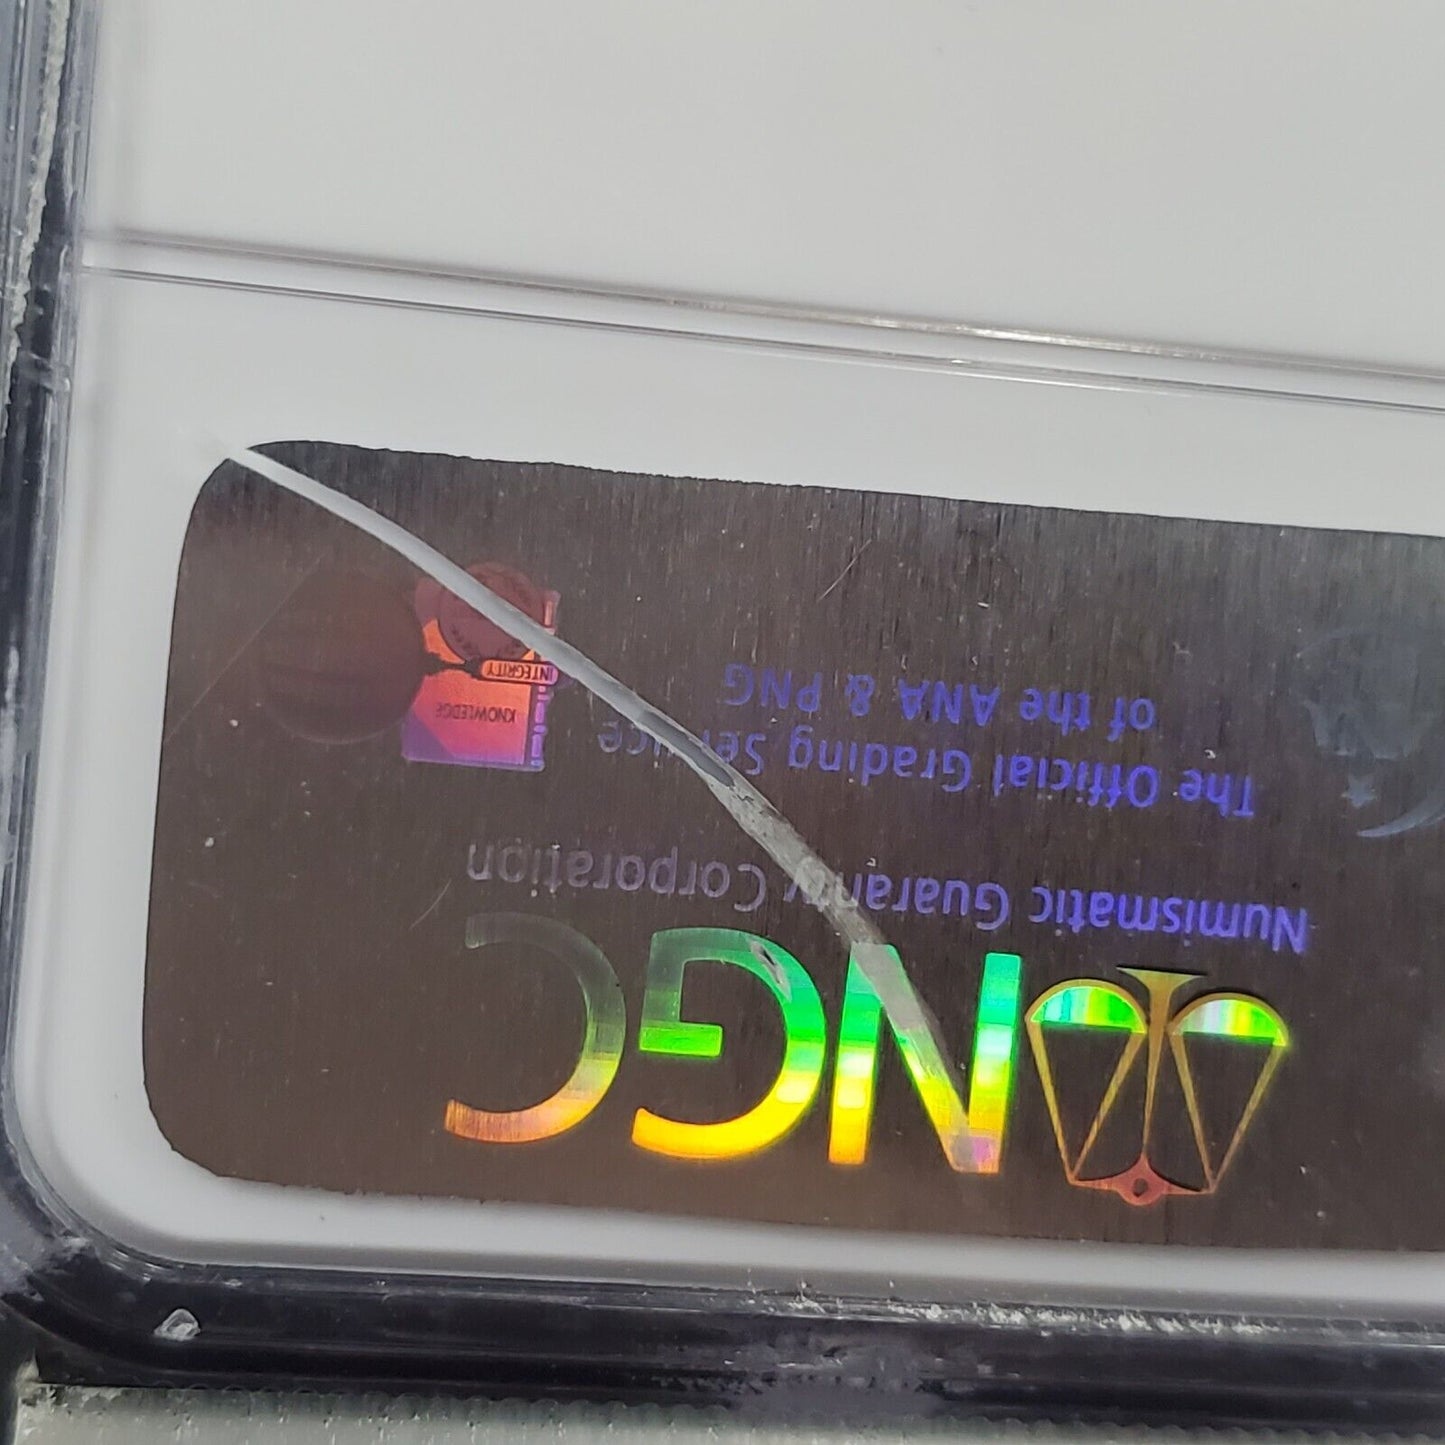 NGC
Numismatic Guaranty Corporation
The Official Grading Service
of the ANA & PNG
KNOWLEDGE
INTEGRITY